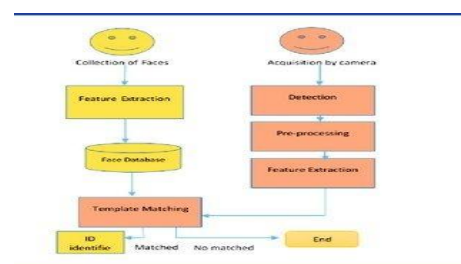 Collection of Faces
Acquisition by camera
Feature Extraction
Detection
Pre-processing
Face Database
Feature Extraction
Template Matching
ID
identifie
Matched
No matched
End